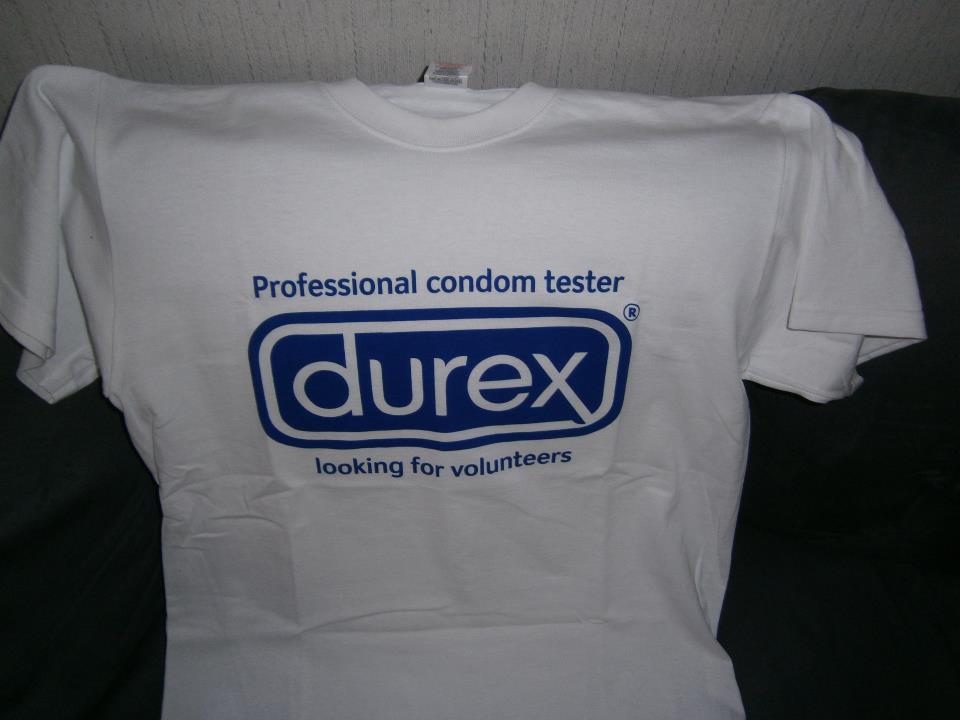 Professional condom tester
durex®
looking for volunteers